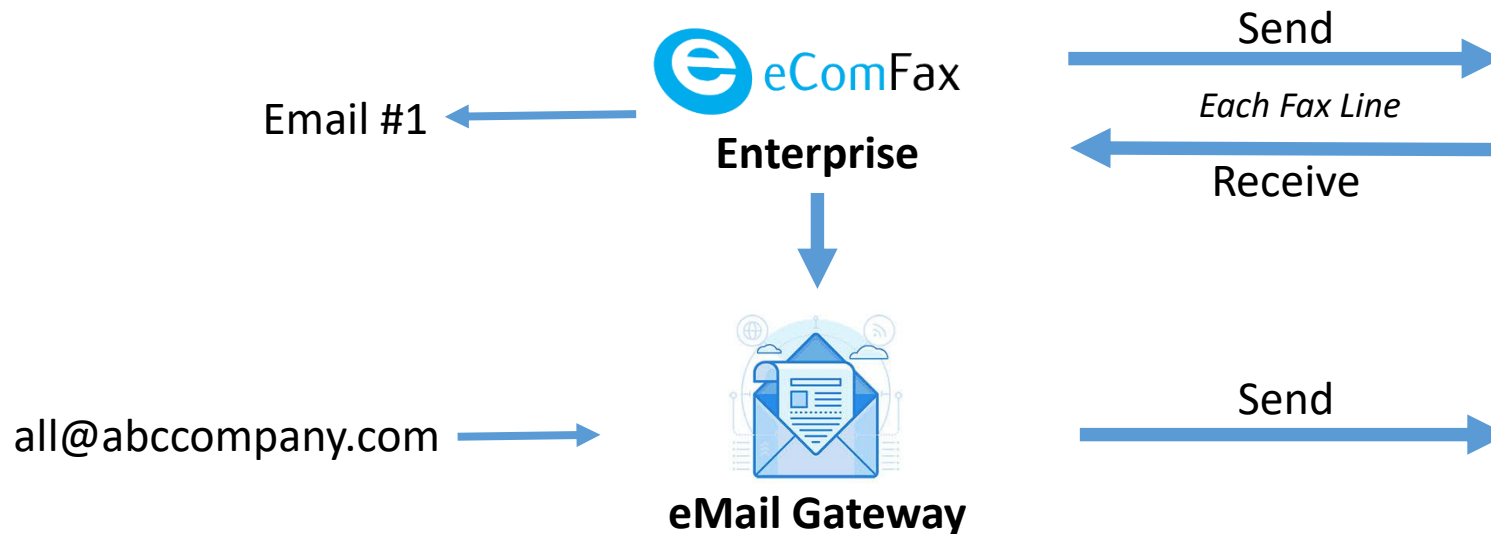 Send
eComFax
Email #1
Each Fax Line
Enterprise
Receive
Send
all@abccompany.com
eMail Gateway